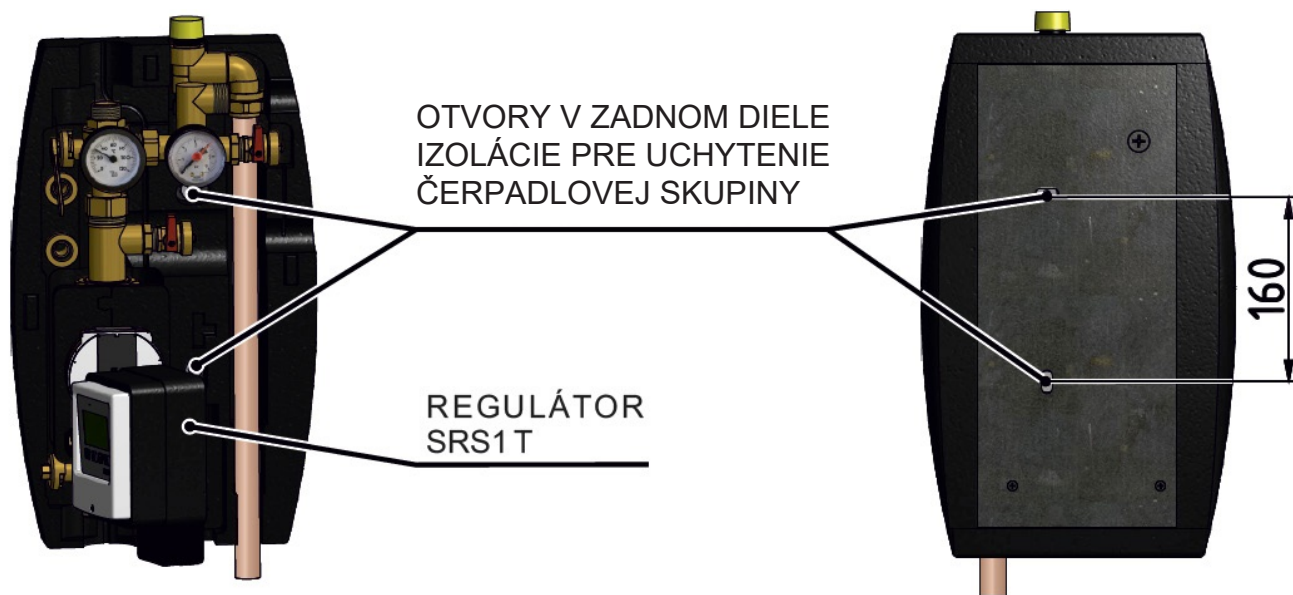 OTVORY V ZADNOM DIELE
IZOLÁCIE PRE UCHYTENIE
ČERPADLOVEJ SKUPINY
160
REGULÁTOR
SRS1 T